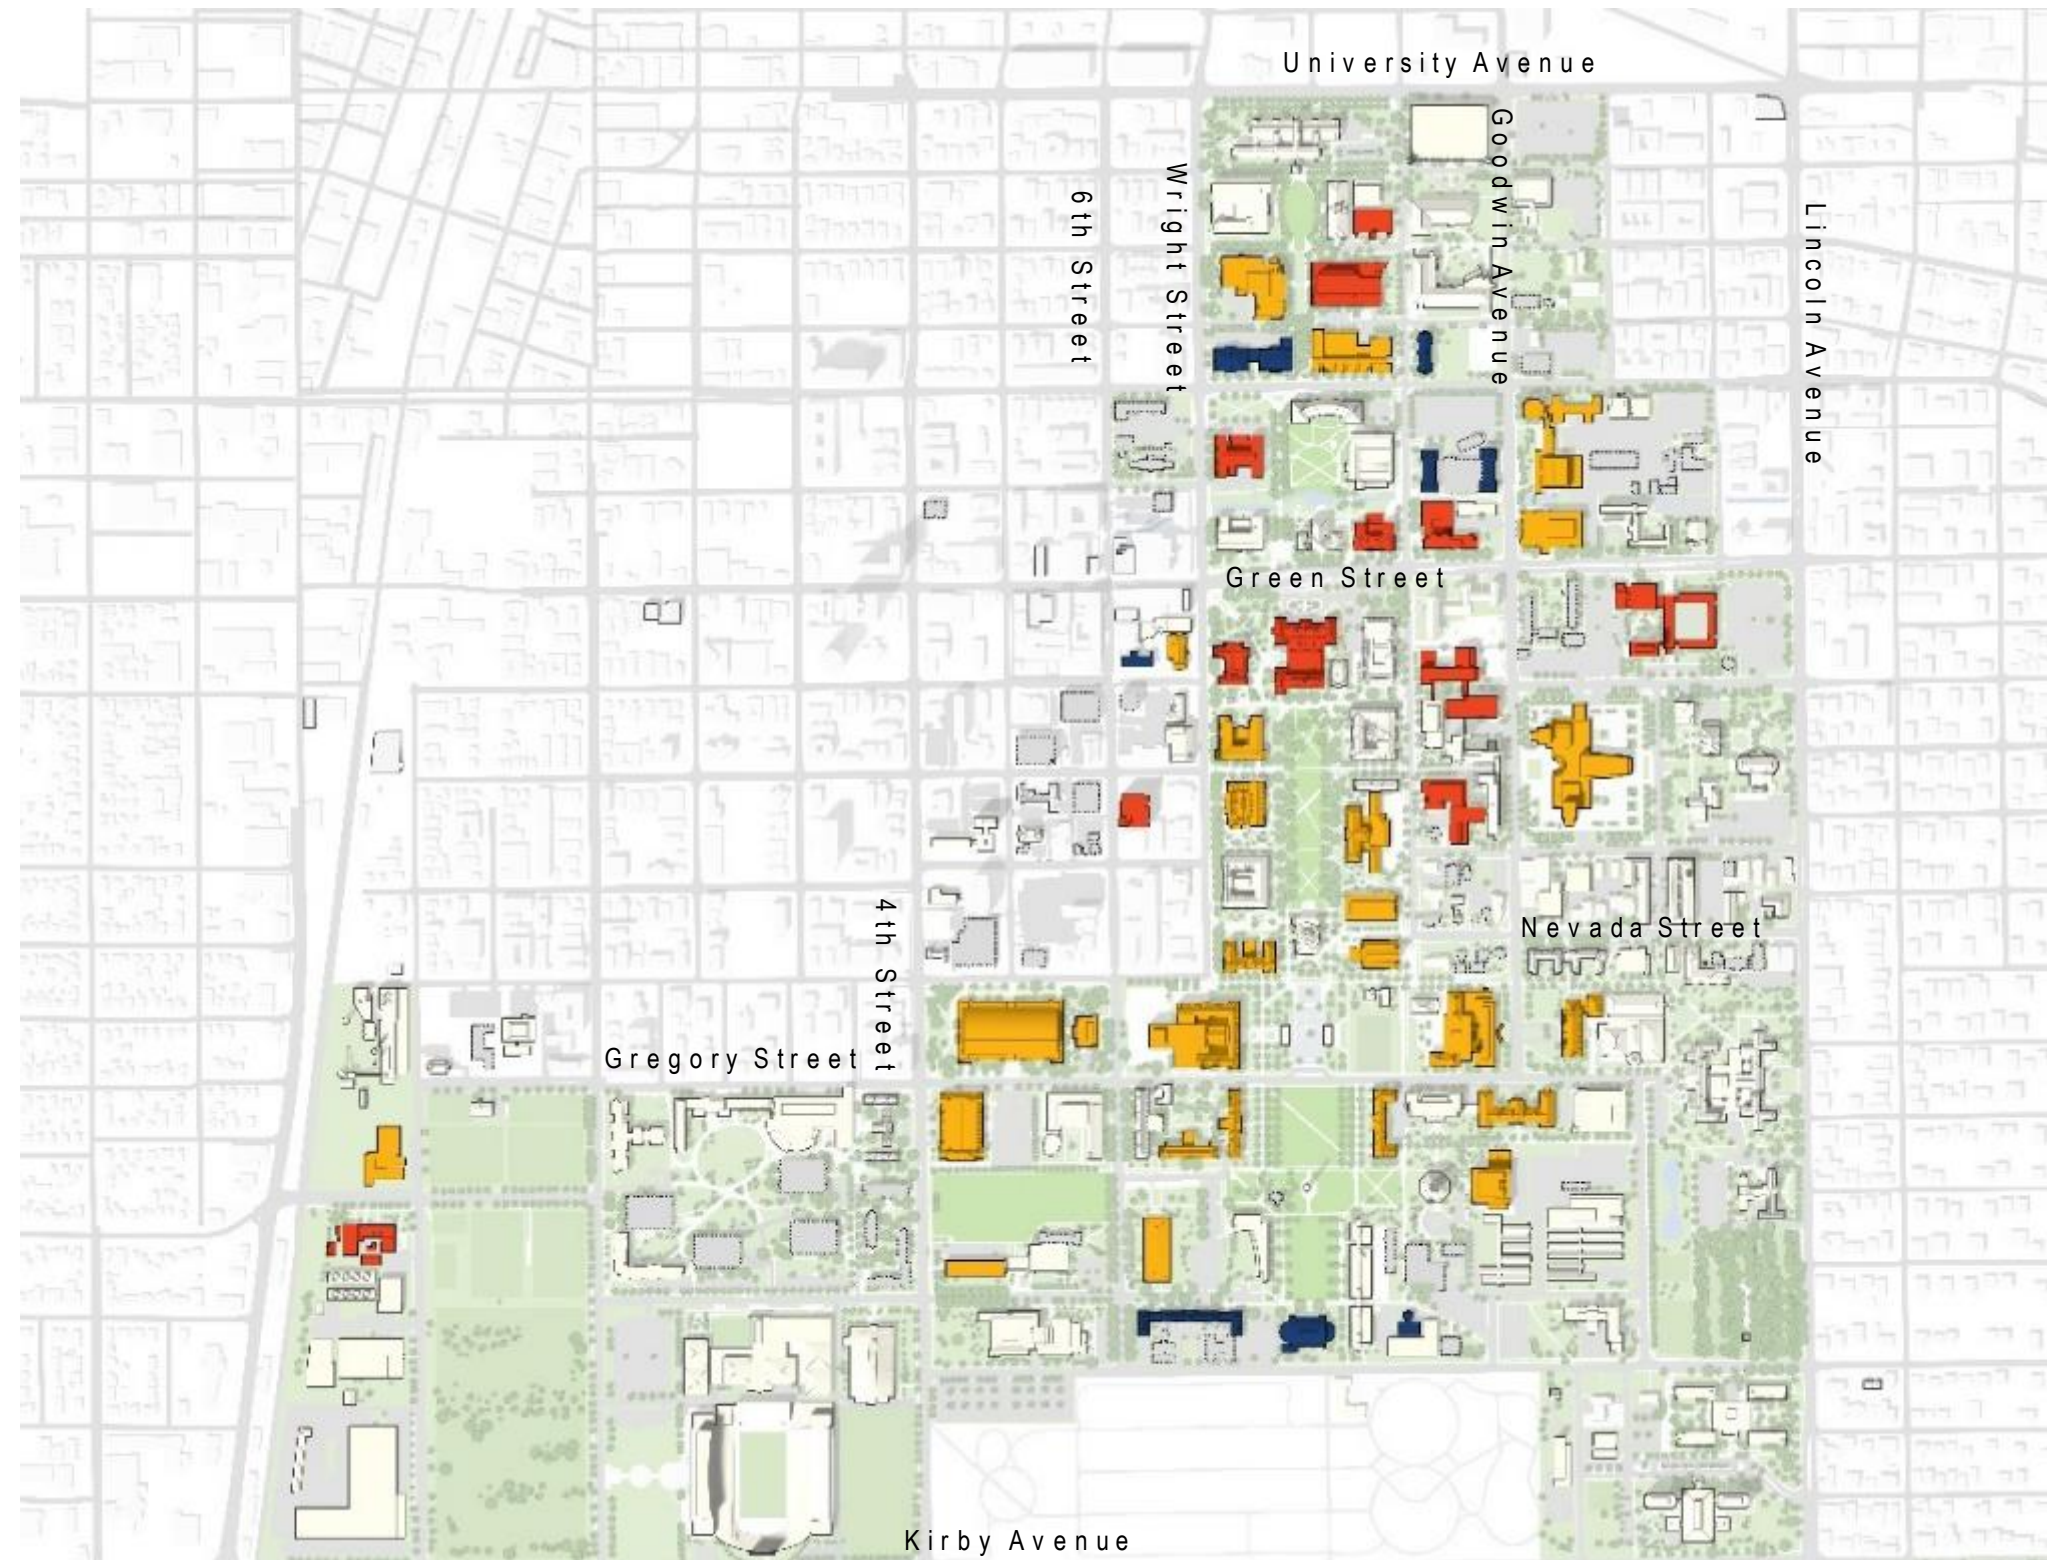 University Avenue
Goodwin Avenue
Wright Street
6th Street
Lincoln Avenue
Green Street
4th Street
Nevada Street
Gregory Street
Kirby Avenue